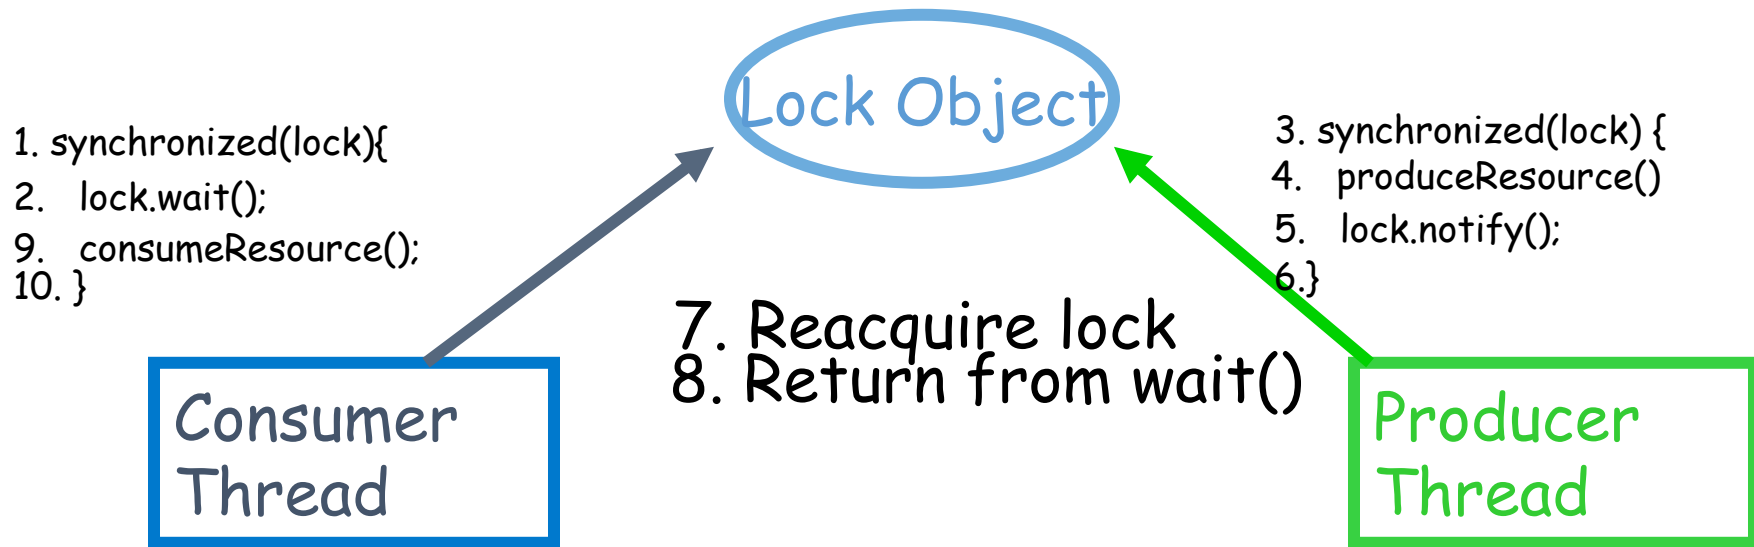 Lock Object
1. synchronized(lock){
2. lock.wait();
9. consumeResource();
10. }
3. synchronized(lock) {
4. produceResource()
5. lock.notify();
6.}
7. Reacquire lock
8. Return from wait()
Consumer
Thread
Producer
Thread